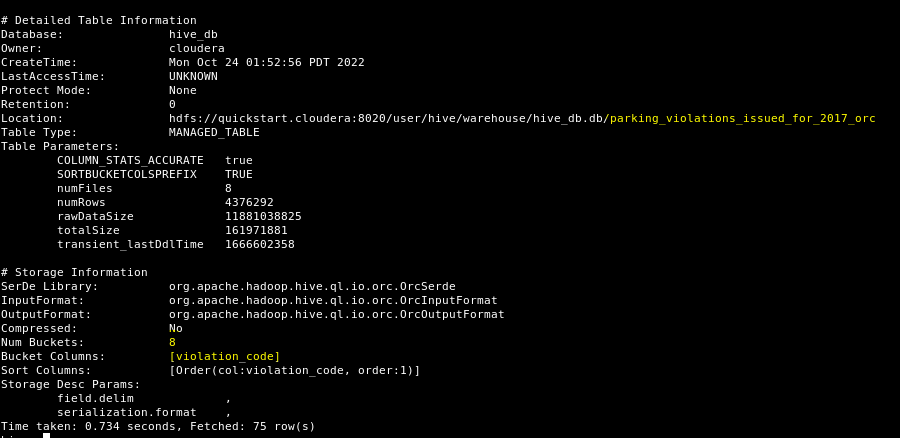 # Detailed Table Information
Database: hive_db
Owner: cloudera
CreateTime: Mon Oct 24 01:52:56 PDT 2022
LastAccessTime: UNKNOWN
Protect Mode: None
Retention: 0
Location: hdfs://quickstart.cloudera:8020/user/hive/warehouse/hive_db.db/parking_violations_issued_for_2017_orc
Table Type: MANAGED_TABLE
Table Parameters:
COLUMN_STATS_ACCURATE true
SORTBUCKETCOLSPREFIX TRUE
numFiles 8
numRows 4376292
rawDataSize 11881038825
totalSize 161971881
transient_lastDdlTime 1666602358
# Storage Information
SerDe Library: org.apache.hadoop.hive.ql.io.orc.OrcSerde
InputFormat: org.apache.hadoop.hive.ql.io.orc.OrcInputFormat
OutputFormat: org.apache.hadoop.hive.ql.io.orc.OrcOutputFormat
Compressed: No
Num Buckets: 8
Bucket Columns: [violation_code]
Sort Columns: [Order(col:violation_code, order:1)]
Storage Desc Params:
field.delim ,
serialization.format ,
Time taken: 0.734 seconds, Fetched: 75 row(s)